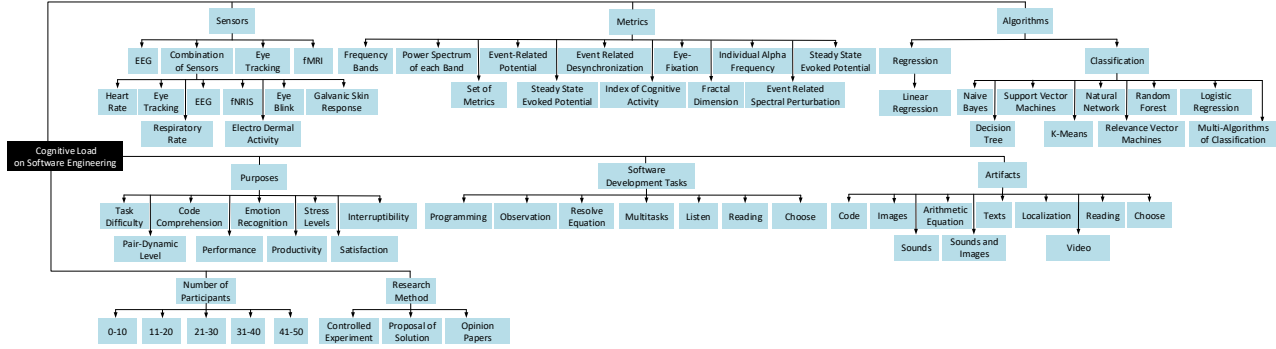 Sensors
Metrics
Algorithms
EEG
Combination
of Sensors
Eye
Tracking
fMRI
Frequency
Bands
Power Spectrum
of each Band
Event-Related
Potential
Event Related
Desynchronization
Eye-
Fixation
Individual Alpha
Frequency
Steady State
Evoked Potential
Regression
Classification
Heart
Rate
Eye
Tracking
EEG
fNRIS
Eye
Blink
Galvanic Skin
Response
Set of
Metrics
Steady State
Evoked Potential
Index of Cognitive
Activity
Fractal
Dimension
Event Related
Spectral Perturbation
Linear
Regression
Naive
Bayes
Support Vector
Machines
Natural
Network
Random
Forest
Logistic
Regression
Respiratory
Rate
Electro Dermal
Activity
Decision
Tree
K-Means
Relevance Vector
Machines
Multi-Algorithms
of Classification
Cognitive Load
on Software Engineering
Purposes
Software
Development Tasks
Artifacts
Task
Difficulty
Code
Comprehension
Emotion
Recognition
Stress
Levels
Interruptibility
Programming
Observation
Resolve
Equation
Multitasks
Listen
Reading
Choose
Code
Images
Arithmetic
Equation
Texts
Localization
Reading
Choose
Pair-Dynamic
Level
Performance
Productivity
Satisfaction
Sounds
Sounds and
Images
Video
Number of
Participants
Research
Method
0-10
11-20
21-30
31-40
41-50
Controlled
Experiment
Proposal of
Solution
Opinion
Papers